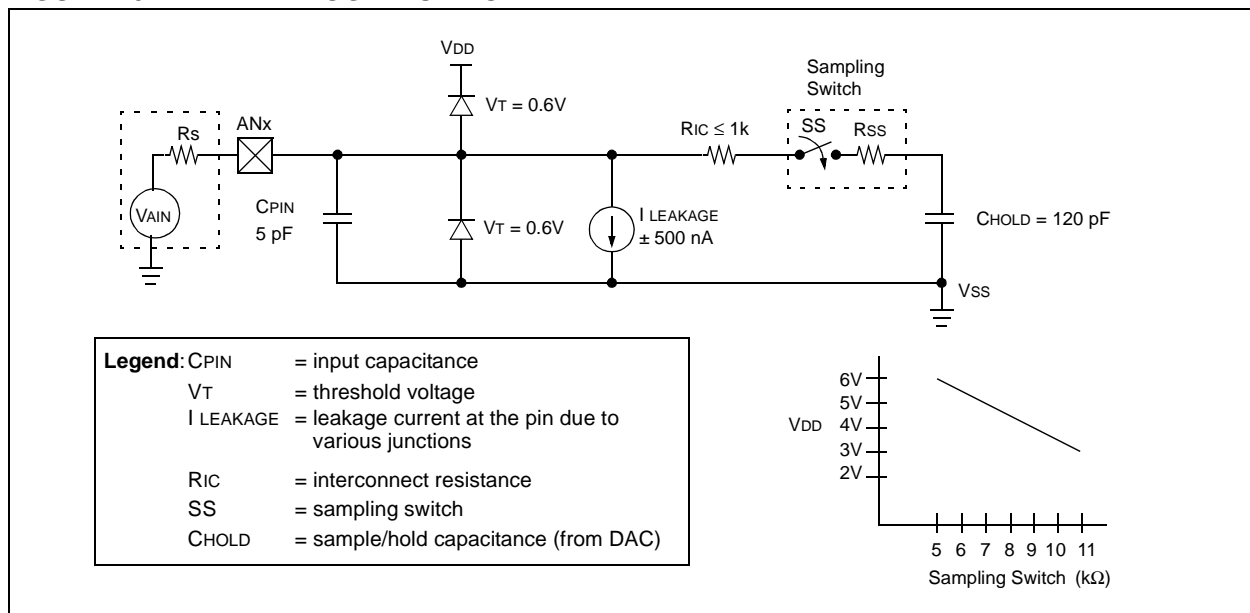 VDD
Sampling
Switch
VT = 0.6V
RS
ANx
RIC ≤ 1k
SS
RSS
VAIN
CPIN
5 pF
VT = 0.6V
I LEAKAGE
± 500 nA
CHOLD = 120 pF
VSS
Legend: CPIN = input capacitance
VT = threshold voltage
I LEAKAGE = leakage current at the pin due to
various junctions
RIC = interconnect resistance
SS = sampling switch
CHOLD = sample/hold capacitance (from DAC)
6V
5V
VDD 4V
3V
2V
5 6 7 8 9 10 11
Sampling Switch (kΩ)